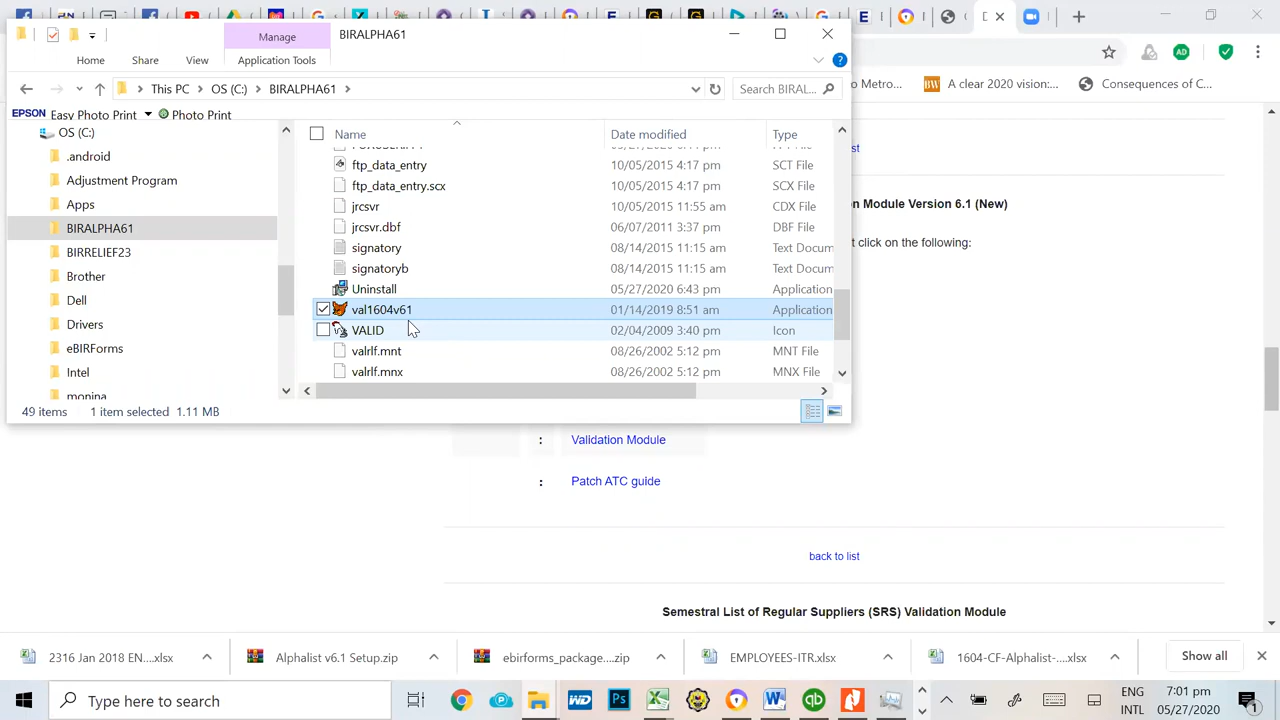 Manage
BIRALPHA61
Home
Share
View
Application Tools
This PC
OS (C:)
BIRALPHA61
Search BIRAL...
EPSON Easy Photo Print
Photo Print
o Metro...
A clear 2020 vision:...
Consequences of C...
AD
BW
OS (C:)
.android
Adjustment Program
Apps
BIRALPHA61
BIRRELIEF23
Brother
Dell
Drivers
eBIRForms
Intel
monina
Name
Date modified
Type
ftp_data_entry
10/05/2015 4:17 pm
SCT File
ftp_data_entry.scx
10/05/2015 4:17 pm
SCX File
jrcsvr
10/05/2015 11:55 am
CDX File
jrcsvr.dbf
06/07/2011 3:37 pm
DBF File
signatory
08/14/2015 11:15 am
Text Docum
signatoryb
08/14/2015 11:15 am
Text Docum
Uninstall
05/27/2020 6:43 pm
Application
val1604v61
01/14/2019 8:51 am
Application
VALID
02/04/2009 3:40 pm
Icon
valrlf.mnt
08/26/2002 5:12 pm
MNT File
valrlf.mnx
08/26/2002 5:12 pm
MNX File
49 items
1 item selected 1.11 MB
st
n Module Version 6.1 (New)
t click on the following:
: Validation Module
: Patch ATC guide
back to list
Semestral List of Regular Suppliers (SRS) Validation Module
2316 Jan 2018 EN....xlsx
Alphalist v6.1 Setup.zip
ebirforms_package....zip
EMPLOYEES-ITR.xlsx
1604-CF-Alphalist-....xlsx
Show all
Type here to search
ENG
INTL
7:01 pm
05/27/2020